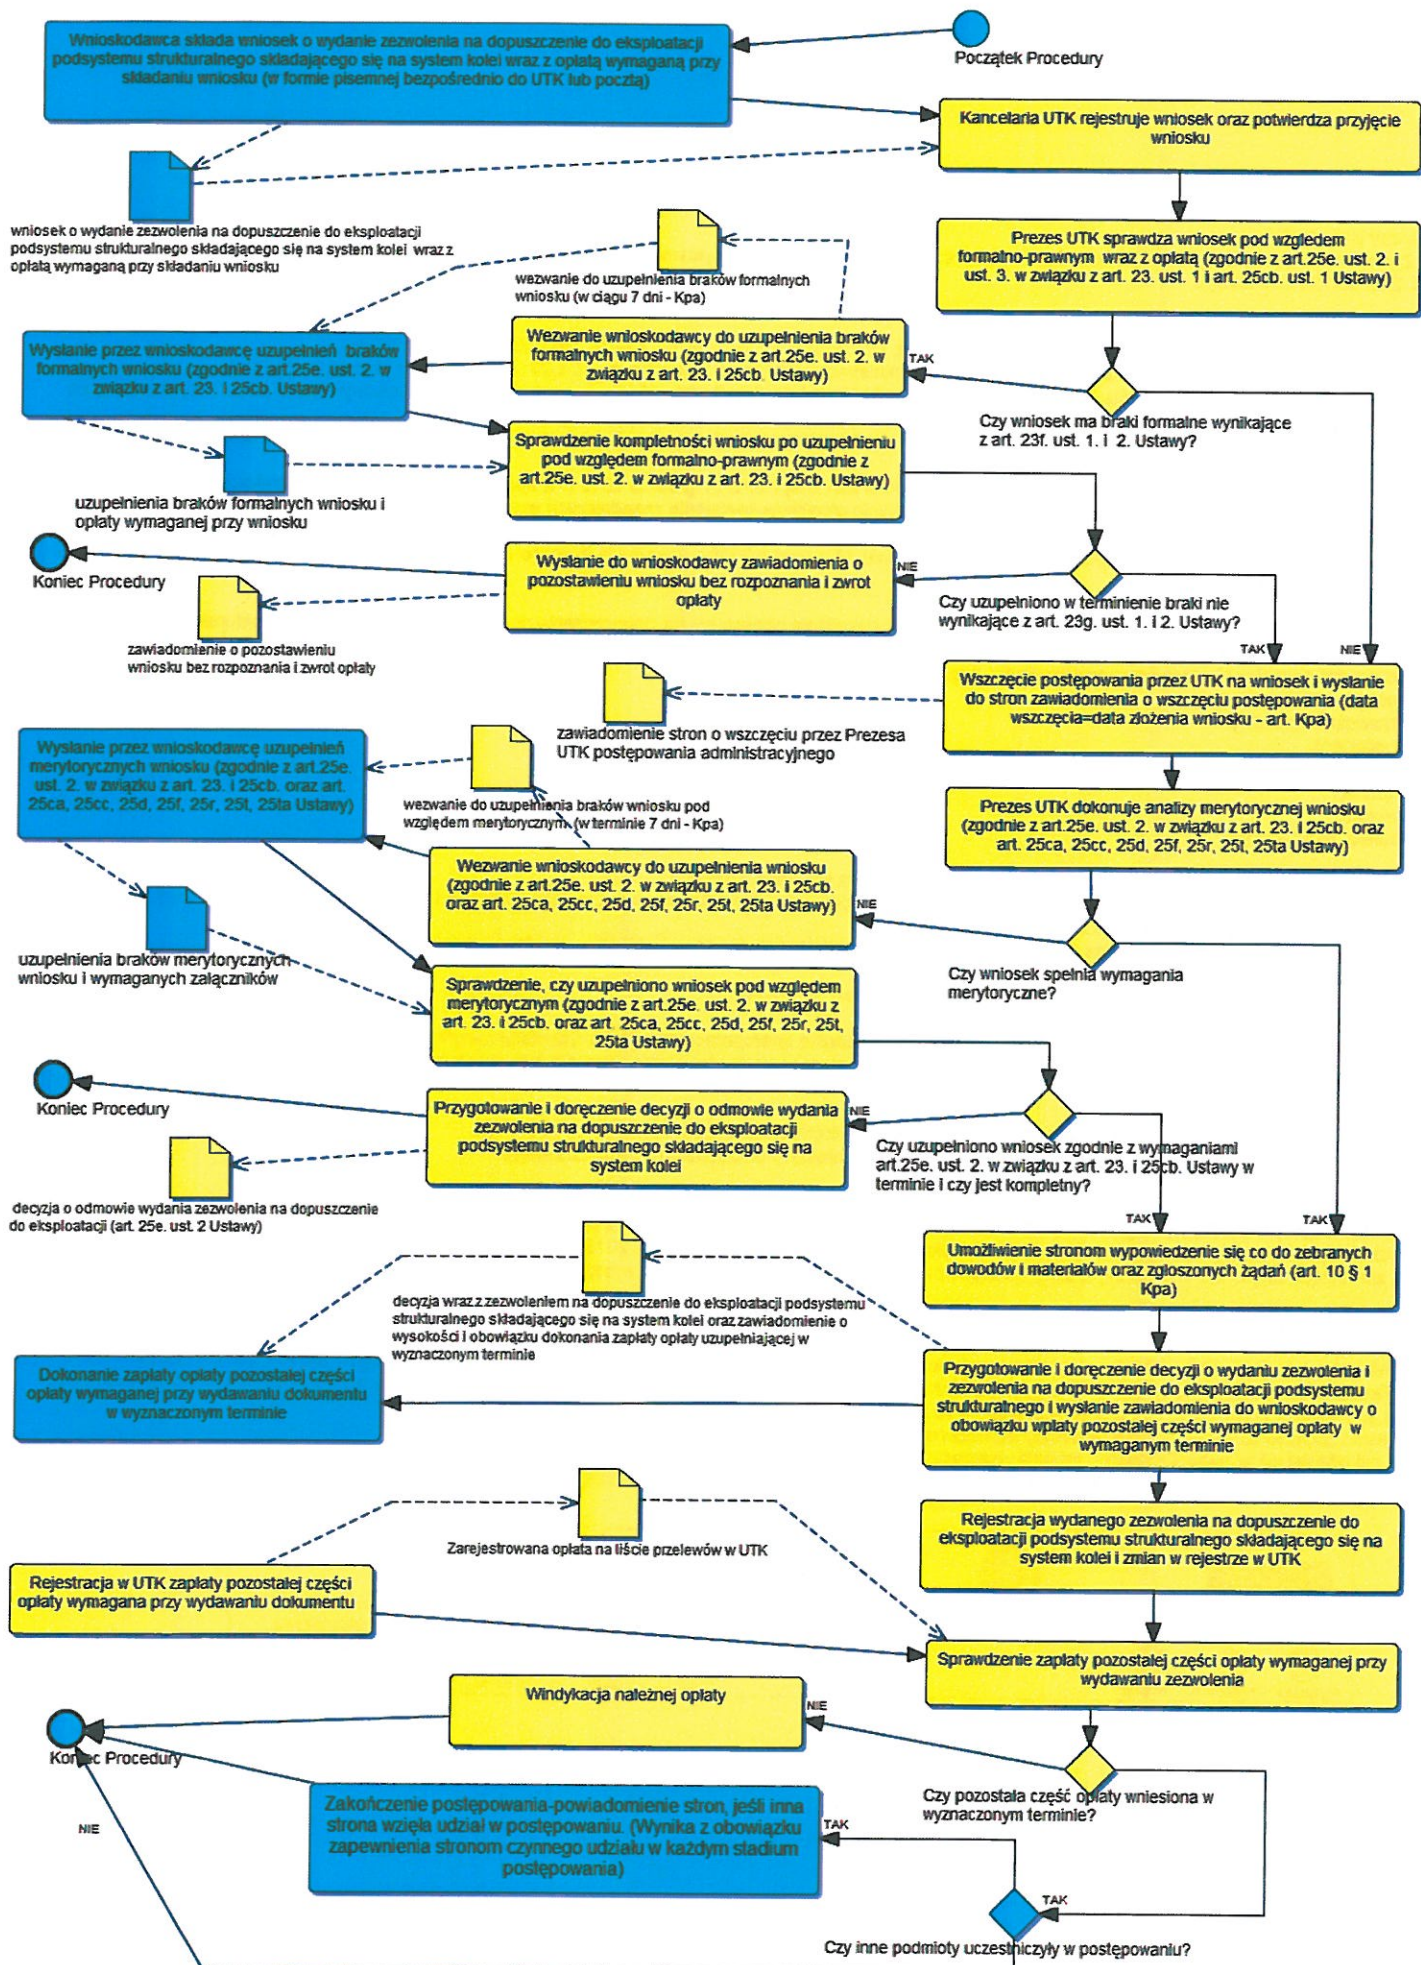 Wnioskodawca składa wniosek o wydanie zezwolenia na dopuszczenie do eksploatacji
podsystemu strukturalnego składającego się na system kolei wraz z opłatą wymaganą przy
składaniu wniosku (w formie pisemnej bezpośrednio do UTK lub pocztą)
Początek Procedury
Kancelaria UTK rejestruje wniosek oraz potwierdza przyjęcie
wniosku
wniosek o wydanie zezwolenia na dopuszczenie do eksploatacji
podsystemu strukturalnego składającego się na system kolei wraz z
opłatą wymaganą przy składaniu wniosku
Prezes UTK sprawdza wniosek pod względem
formalno-prawnym wraz z opłatą (zgodnie z art.25e. ust. 2. i
ust. 3. w związku z art. 23. ust. 1 i art. 25cb. ust. 1 Ustawy)
wezwanie do uzupełnienia braków formalnych
wniosku (w ciągu 7 dni - Kpa)
Wezwanie wnioskodawcy do uzupełnienia braków
formalnych wniosku (zgodnie z art.25e. ust. 2. w
związku z art. 23. i 25cb. Ustawy)
TAK
Wysłanie przez wnioskodawcę uzupełnień braków
formalnych wniosku (zgodnie z art.25e. ust. 2. w
związku z art. 23. i 25cb. Ustawy)
Czy wniosek ma braki formalne wynikające
z art. 23f. ust. 1. i 2. Ustawy?
Sprawdzenie kompletności wniosku po uzupełnieniu
pod względem formalno-prawnym (zgodnie z
art.25e. ust. 2. w związku z art. 23. i 25cb. Ustawy)
uzupełnienia braków formalnych wniosku i
opłaty wymaganej przy wniosku
Wysłanie do wnioskodawcy zawiadomienia o
pozostawieniu wniosku bez rozpoznania i zwrot
opłaty
NIE
Koniec Procedury
Czy uzupełniono w terminienie braki nie
wynikające z art. 23g. ust. 1. i 2. Ustawy?
zawiadomienie o pozostawieniu
wniosku bez rozpoznania i zwrot opłaty
TAK
NIE
Wszczęcie postępowania przez UTK na wniosek i wysłanie
do stron zawiadomienia o wszczęciu postępowania (data
wszczęcia=data złożenia wniosku - art. Kpa)
zawiadomienie stron o wszczęciu przez Prezesa
UTK postępowania administracyjnego
Wysłanie przez wnioskodawcę uzupełnień
merytorycznych wniosku (zgodnie z art.25e.
ust. 2. w związku z art. 23. i 25cb. oraz art.
25ca, 25cc, 25d, 25f, 25r, 25t, 25ta Ustawy)
wezwanie do uzupełnienia braków wniosku pod
względem merytorycznym (w terminie 7 dni - Kpa)
Prezes UTK dokonuje analizy merytorycznej wniosku
(zgodnie z art.25e. ust. 2. w związku z art. 23. i 25cb. oraz
art. 25ca, 25cc, 25d, 25f, 25r, 25t, 25ta Ustawy)
Wezwanie wnioskodawcy do uzupełnienia wniosku
(zgodnie z art.25e. ust. 2. w związku z art. 23. i 25cb.
oraz art. 25ca, 25cc, 25d, 25f, 25r, 25t, 25ta Ustawy)
NIE
uzupełnienia braków merytorycznych
wniosku i wymaganych załączników
Czy wniosek spełnia wymagania
merytoryczne?
Sprawdzenie, czy uzupełniono wniosek pod względem
merytorycznym (zgodnie z art.25e. ust. 2. w związku z
art. 23. i 25cb. oraz art. 25ca, 25cc, 25d, 25f, 25r, 25t,
25ta Ustawy)
Koniec Procedury
Przygotowanie i doręczenie decyzji o odmowie wydania
zezwolenia na dopuszczenie do eksploatacji
podsystemu strukturalnego składającego się na
system kolei
NIE
Czy uzupełniono wniosek zgodnie z wymaganiami
art.25e. ust. 2. w związku z art. 23. i 25cb. Ustawy w
terminie i czy jest kompletny?
decyzja o odmowie wydania zezwolenia na dopuszczenie
do eksploatacji (art. 25e. ust. 2 Ustawy)
TAK
TAK
Umożliwienie stronom wypowiedzenie się co do zebranych
dowodów i materiałów oraz zgłoszonych żądań (art. 10 § 1
Kpa)
decyzja wraz z zezwoleniem na dopuszczenie do eksploatacji podsystemu
strukturalnego składającego się na system kolei oraz zawiadomienie o
wysokości i obowiązku dokonania zapłaty opłaty uzupełniającej w
wyznaczonym terminie
Dokonanie zapłaty opłaty pozostałej części
opłaty wymaganej przy wydawaniu dokumentu
w wyznaczonym terminie
Przygotowanie i doręczenie decyzji o wydaniu zezwolenia i
zezwolenia na dopuszczenie do eksploatacji podsystemu
strukturalnego i wysłanie zawiadomienia do wnioskodawcy o
obowiązku wpłaty pozostałej części wymaganej opłaty w
wymaganym terminie
Rejestracja wydanego zezwolenia na dopuszczenie do
eksploatacji podsystemu strukturalnego składającego się na
system kolei i zmian w rejestrze w UTK
Zarejestrowana opłata na liście przelewów w UTK
Rejestracja w UTK zapłaty pozostałej części
opłaty wymagana przy wydawaniu dokumentu
Sprawdzenie zapłaty pozostałej części opłaty wymaganej przy
wydawaniu zezwolenia
Windykacja należnej opłaty
NIE
Koniec Procedury
Czy pozostała część opłaty wniesiona w
wyznaczonym terminie?
Zakończenie postępowania-powiadomienie stron, jeśli inna
strona wzięła udział w postępowaniu. (Wynika z obowiązku
zapewnienia stronom czynnego udziału w każdym stadium
postępowania)
NIE
TAK
TAK
Czy inne podmioty uczestniczyły w postępowaniu?